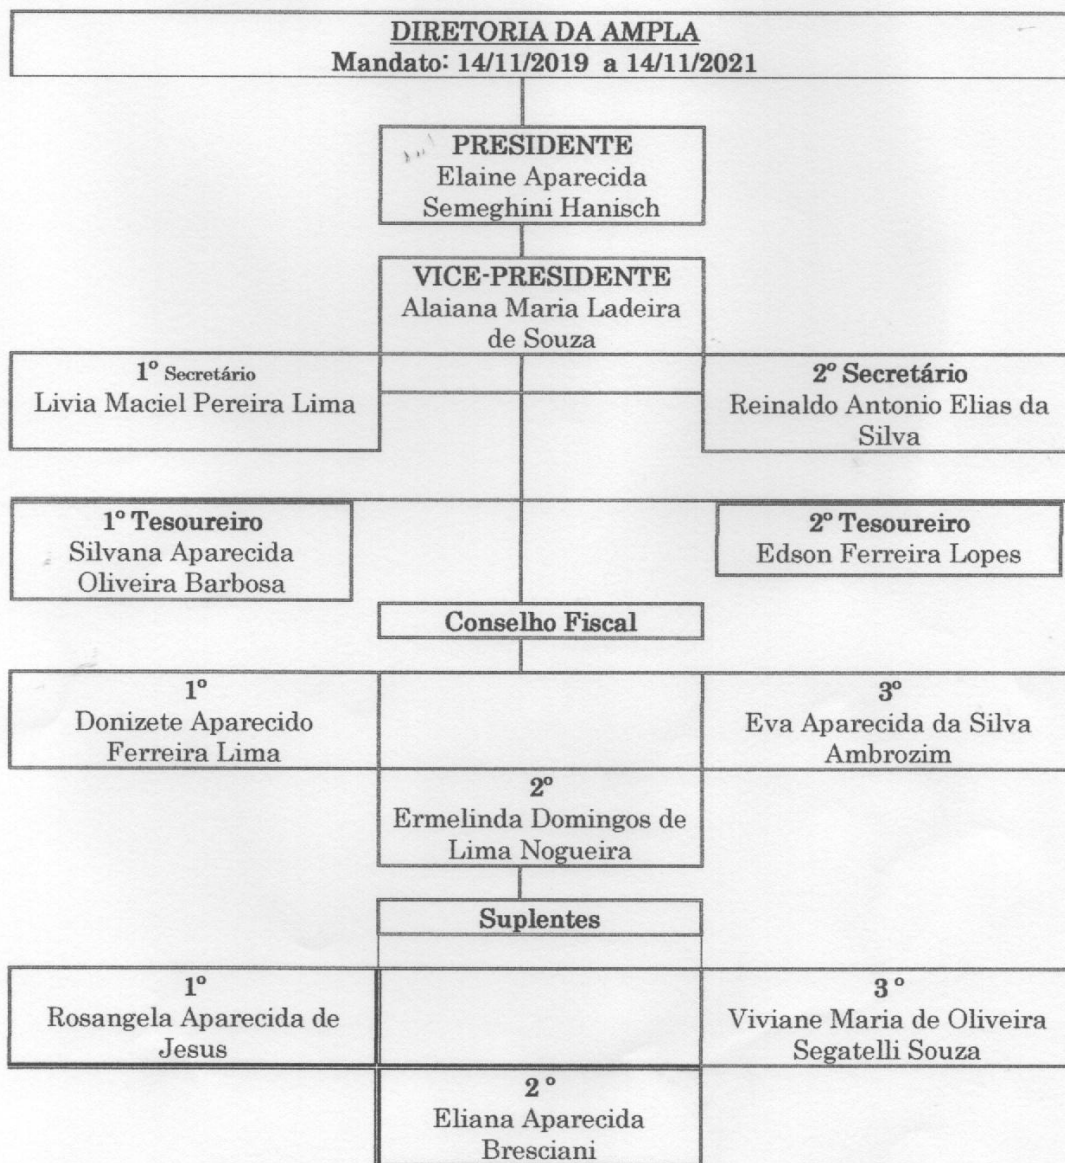 DIRETORIA DA AMPLA
Mandato: 14/11/2019 a 14/11/2021
PRESIDENTE
Elaine Aparecida
Semeghini Hanisch
VICE-PRESIDENTE
Alaiana Maria Ladeira
de Souza
1º Secretário
Livia Maciel Pereira Lima
2º Secretário
Reinaldo Antonio Elias da
Silva
1º Tesoureiro
Silvana Aparecida
Oliveira Barbosa
2º Tesoureiro
Edson Ferreira Lopes
Conselho Fiscal
1º
Donizete Aparecido
Ferreira Lima
3º
Eva Aparecida da Silva
Ambrozim
2º
Ermelinda Domingos de
Lima Nogueira
Suplentes
1º
Rosangela Aparecida de
Jesus
3 º
Viviane Maria de Oliveira
Segatelli Souza
2 º
Eliana Aparecida
Bresciani